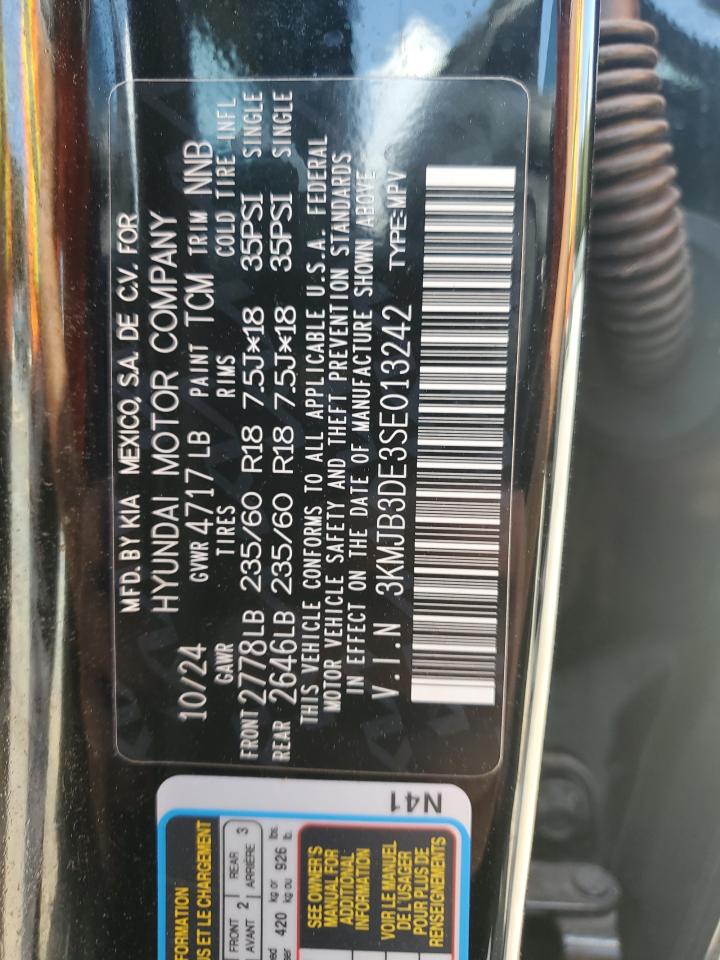 MFD. BY KIA MEXICO, S.A. DE C.V. FOR
HYUNDAI MOTOR COMPANY
10/24 GVWR 4717 LB PAINT TCM TRIM NNB
GAWR TIRES RIMS COLD TIRE INFL
FRONT 2778LB 235/60 R18 7.5J*18 35PSI SINGLE
REAR 2646LB 235/60 R18 7.5J*18 35PSI SINGLE
THIS VEHICLE CONFORMS TO ALL APPLICABLE U.S.A. FEDERAL
MOTOR VEHICLE SAFETY AND THEFT PREVENTION STANDARDS
IN EFFECT ON THE DATE OF MANUFACTURE SHOWN ABOVE
V.I.N 3KMJB3DE3SE013242 TYPE:MPV
FRONT 2 REAR 3
AVANT 2 ARRIÈRE 3
420 kg or kg ou 926 lbs. lb.
SEE OWNER'S
MANUAL FOR
ADDITIONAL
INFORMATION
VOIR LE MANUEL
DE L'USAGER
POUR PLUS DE
RENSEIGNEMENTS
N41